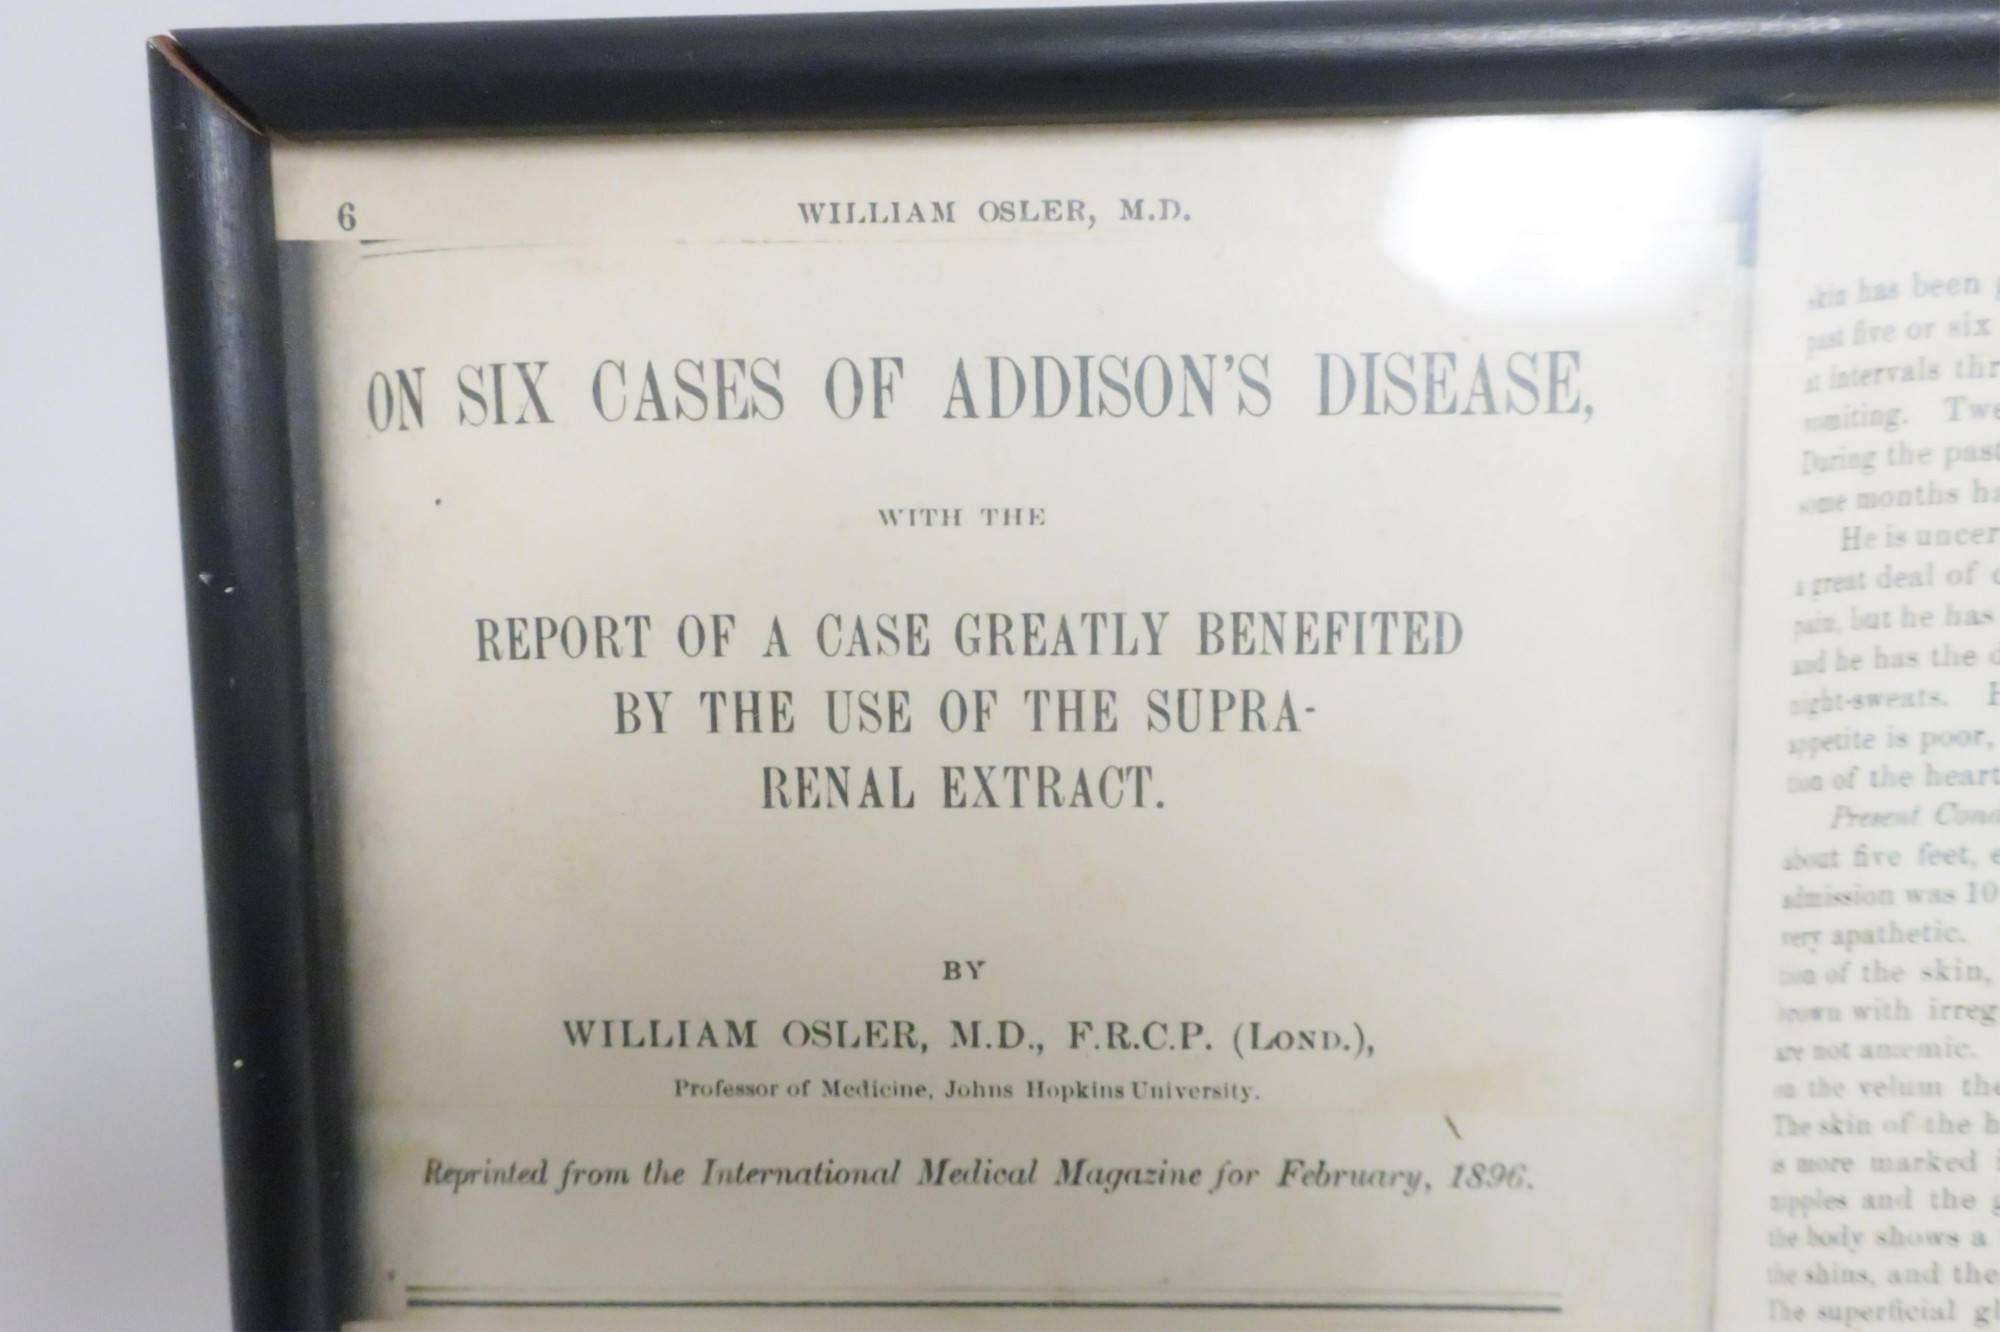 6 WILLIAM OSLER, M.D.
ON SIX CASES OF ADDISON'S DISEASE,
WITH THE
REPORT OF A CASE GREATLY BENEFITED
BY THE USE OF THE SUPRA-
RENAL EXTRACT.
BY
WILLIAM OSLER, M.D., F.R.C.P. (LOND.),
Professor of Medicine, Johns Hopkins University.
Reprinted from the International Medical Magazine for February, 1896.
skin has been
past five or six
at intervals
vomiting.
During the past
some months
He is
a great deal of
pain, but he has
and he has the
night-sweats.
appetite is poor,
tion of the heart
Present
about five feet,
admission was
very apathetic.
of the skin,
brown with
are not anæmic.
on the velum
The skin of the
is more marked
nipples and the
the body shows a
the shins, and the
The superficial